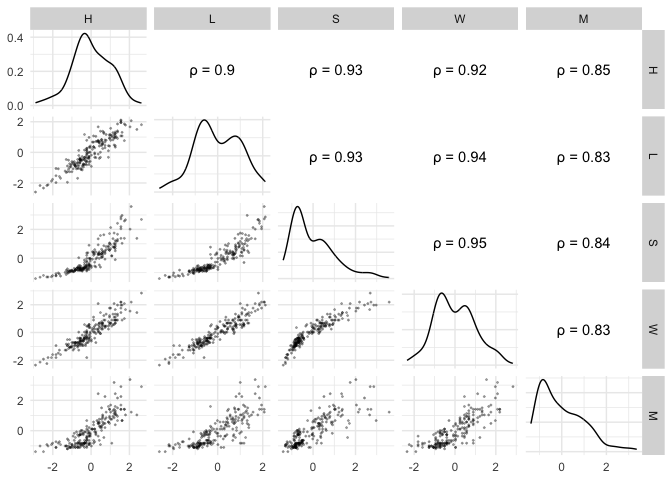 H L S W M
0.4
0.2
0.0
ρ = 0.9 ρ = 0.93 ρ = 0.92 ρ = 0.85
H
2
0
-2
ρ = 0.93 ρ = 0.94 ρ = 0.83
L
2
0
ρ = 0.95 ρ = 0.84
S
2
0
-2
ρ = 0.83
W
2
0
M
-2 0 2 -2 0 2 0 2 -2 0 2 0 2